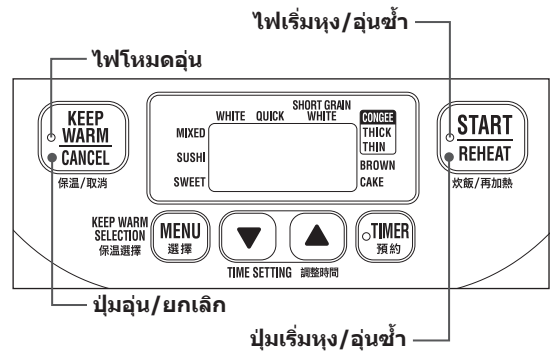 ไฟเริ่มหุง/อุ่นซ้ำ
ไฟโหมดอุ่น
KEEP
WARM
CANCEL
保温/取消
WHITE QUICK SHORT GRAIN WHITE
MIXED
SUSHI
SWEET
CONGEE
THICK
THIN
BROWN
CAKE
START
REHEAT
炊飯/再加熱
KEEP WARM
SELECTION
保温選擇
MENU
選擇
TIME SETTING 調整時間
TIMER
預約
ปุ่มอุ่น/ยกเลิก
ปุ่มเริ่มหุง/อุ่นซ้ำ